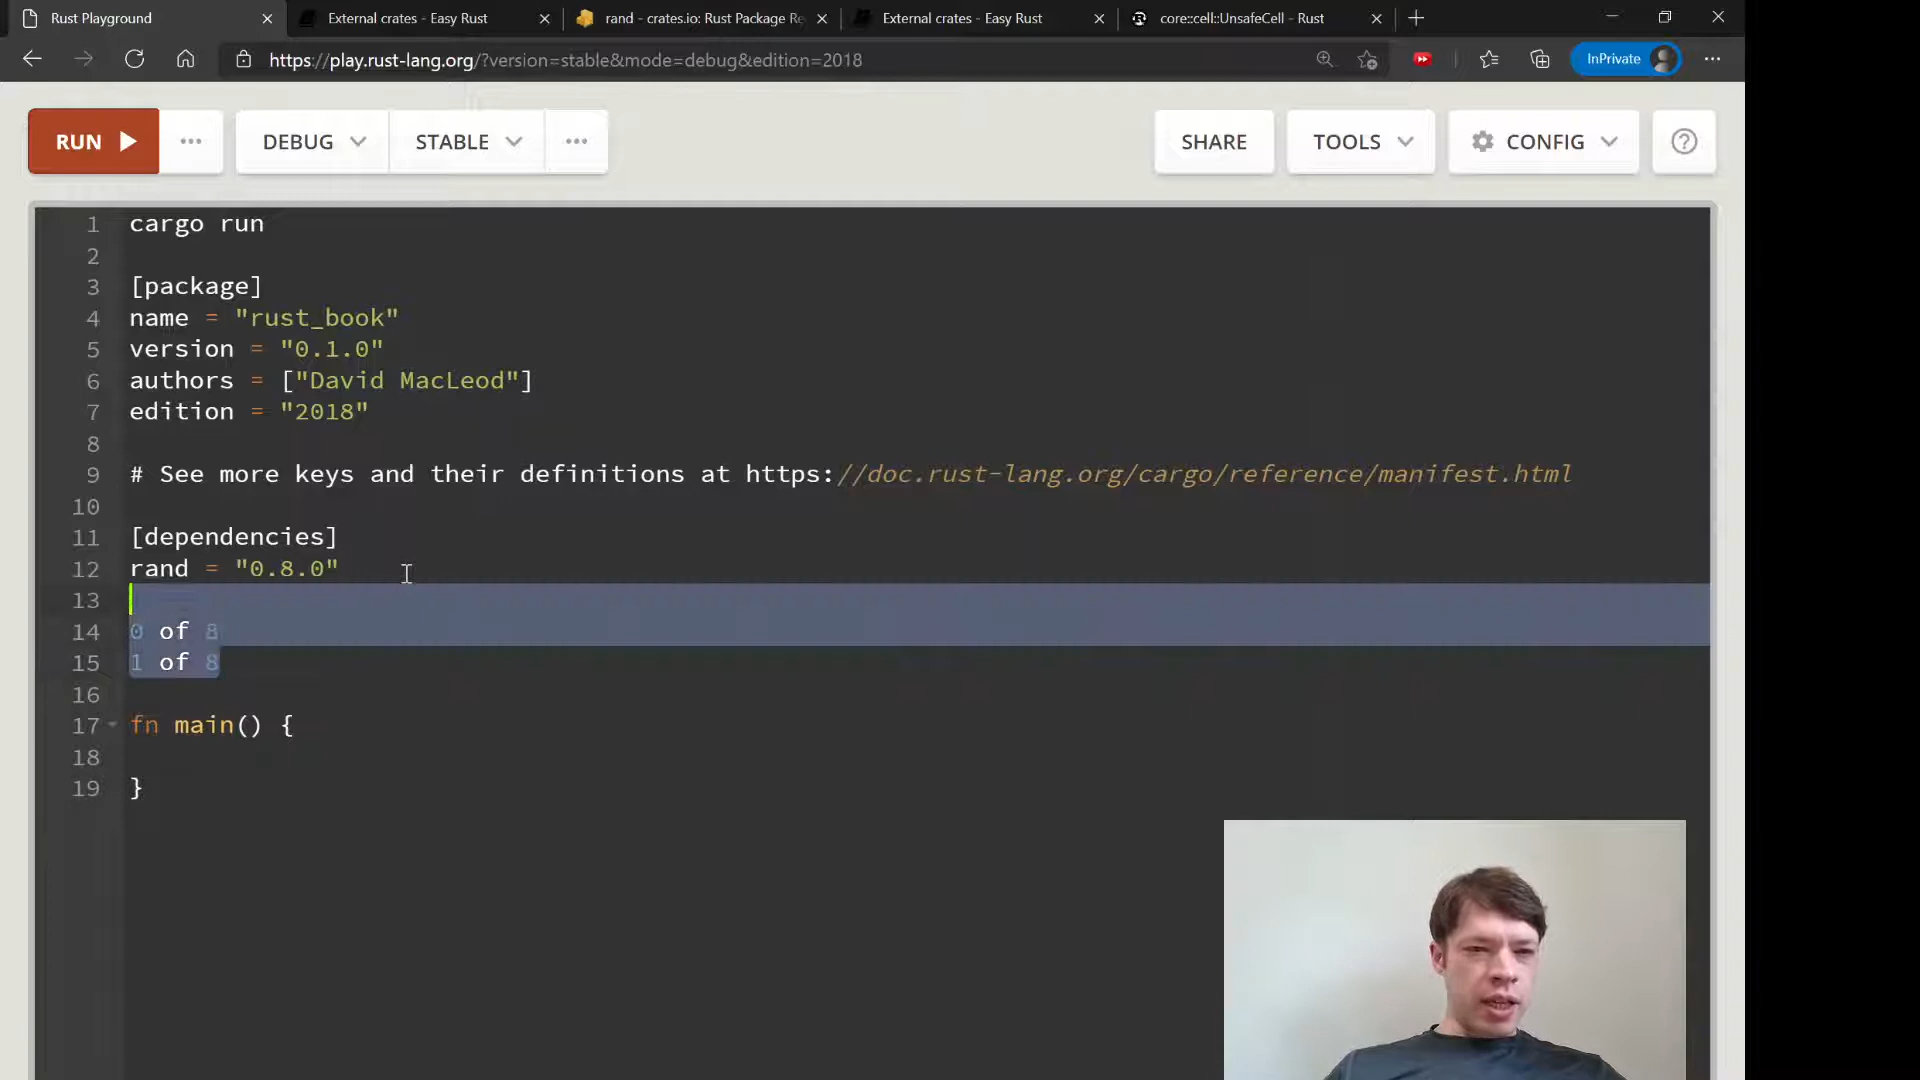 Rust Playground
External crates - Easy Rust
rand - crates.io: Rust Package Re
External crates - Easy Rust
core::cell::UnsafeCell - Rust
https://play.rust-lang.org/?version=stable&mode=debug&edition=2018
InPrivate
RUN
DEBUG
STABLE
SHARE
TOOLS
CONFIG
1 cargo run
2
3 [package]
4 name = "rust_book"
5 version = "0.1.0"
6 authors = ["David MacLeod"]
7 edition = "2018"
8
9 # See more keys and their definitions at https://doc.rust-lang.org/cargo/reference/manifest.html
10
11 [dependencies]
12 rand = "0.8.0"
13
14 0 of 8
15 1 of 8
16
17 fn main() {
18
19 }